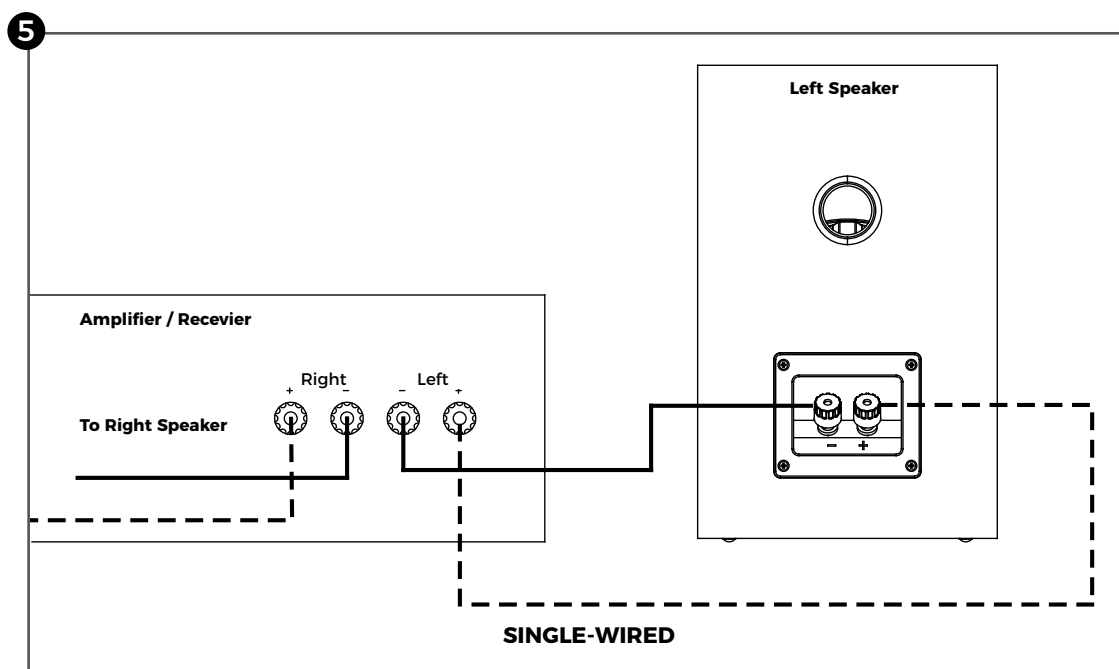 5
Left Speaker
Amplifier / Recevier
Right Left
+ - - +
To Right Speaker
- +
SINGLE-WIRED